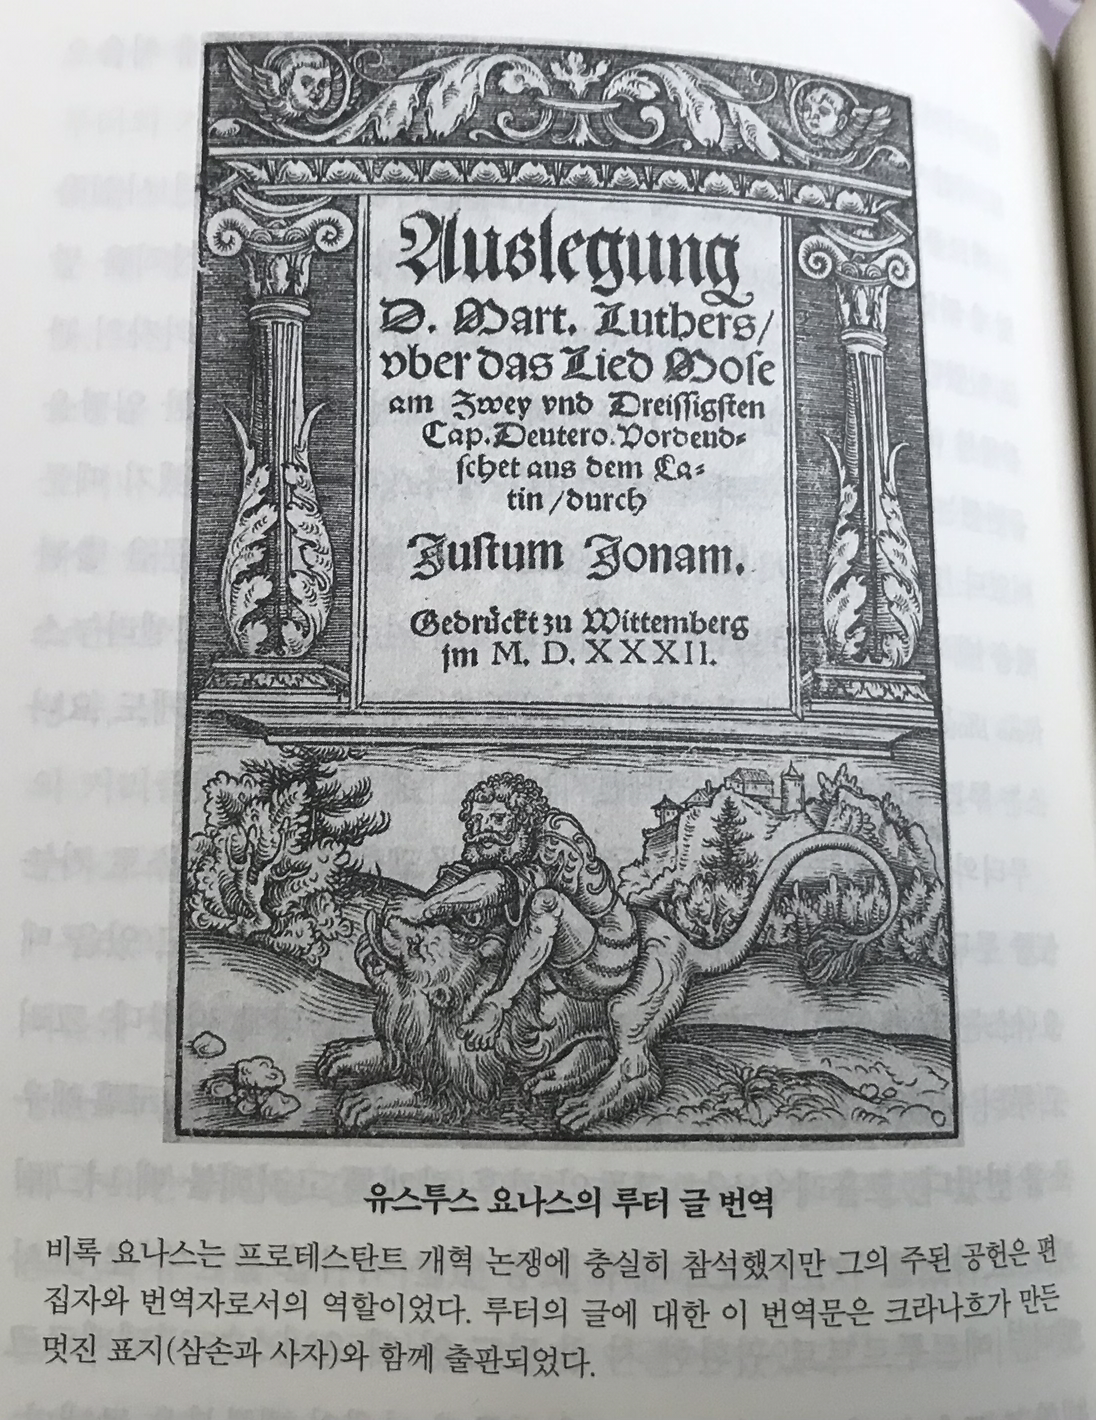 Auslegung
D. Mart. Luthers/
vber das Lied Mose
am Zwey vnd Dreissigsten
Cap. Deutero. Vordeud-
schet aus dem La-
tin / durch
Justum Jonam.
Gedrückt zu Wittemberg
jm M. D. XXXII.
유스투스 요나스의 루터 글 번역
비록 요나스는 프로테스탄트 개혁 논쟁에 충실히 참석했지만 그의 주된 공헌은 편
집자와 번역자로서의 역할이었다. 루터의 글에 대한 이 번역문은 크라나흐가 만든
멋진 표지(삼손과 사자)와 함께 출판되었다.